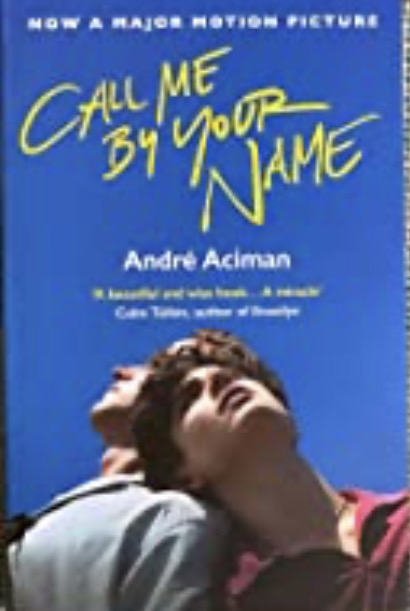 NOW A MAJOR MOTION PICTURE
CALL ME
BY YOUR
NAME
André Aciman
'A beautiful and wise book... A miracle'
Colm Tóibín, author of Brooklyn